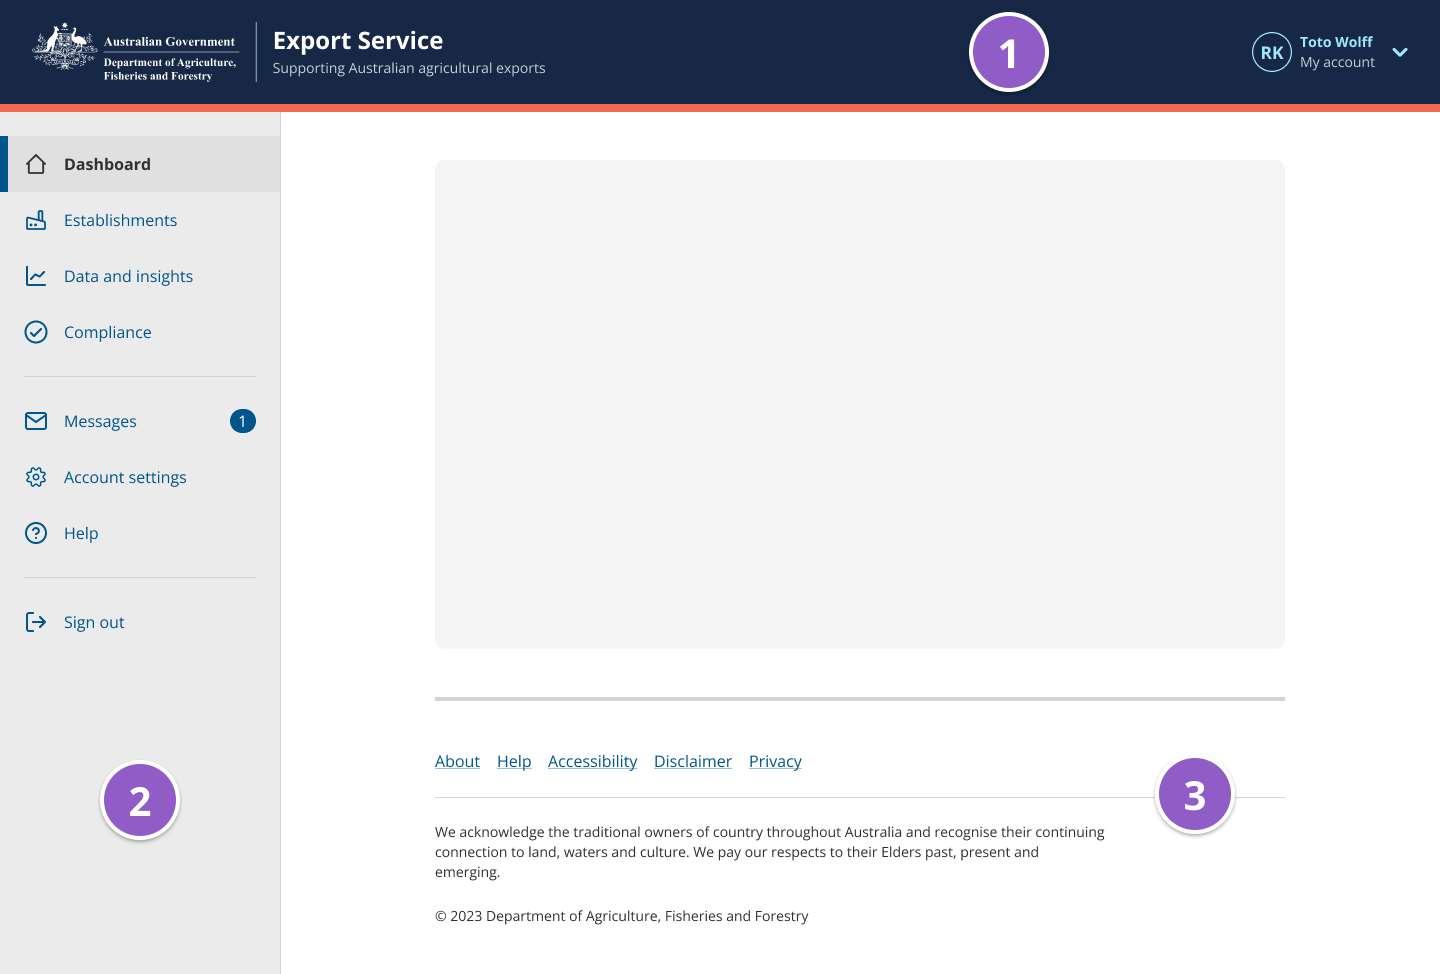 Australian Government
Department of Agriculture,
Fisheries and Forestry
Export Service
Supporting Australian agricultural exports
1
RK
Toto Wolff
My account
Dashboard
Establishments
Data and insights
Compliance
Messages
1
Account settings
Help
Sign out
2
About Help Accessibility Disclaimer Privacy
3
We acknowledge the traditional owners of country throughout Australia and recognise their continuing
connection to land, waters and culture. We pay our respects to their Elders past, present and
emerging.
© 2023 Department of Agriculture, Fisheries and Forestry